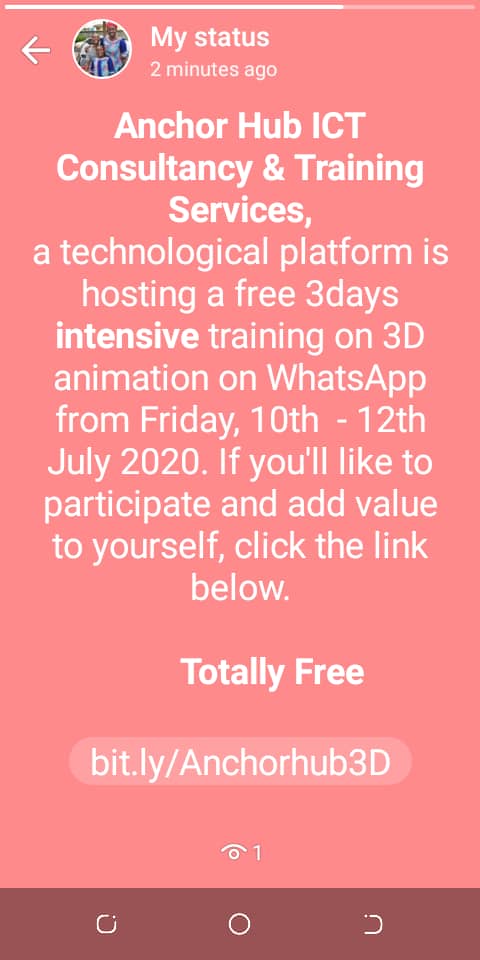 My status
2 minutes ago
Anchor Hub ICT
Consultancy & Training
Services,
a technological platform is
hosting a free 3days
intensive training on 3D
animation on WhatsApp
from Friday, 10th - 12th
July 2020. If you'll like to
participate and add value
to yourself, click the link
below.
Totally Free
bit.ly/Anchorhub3D
1